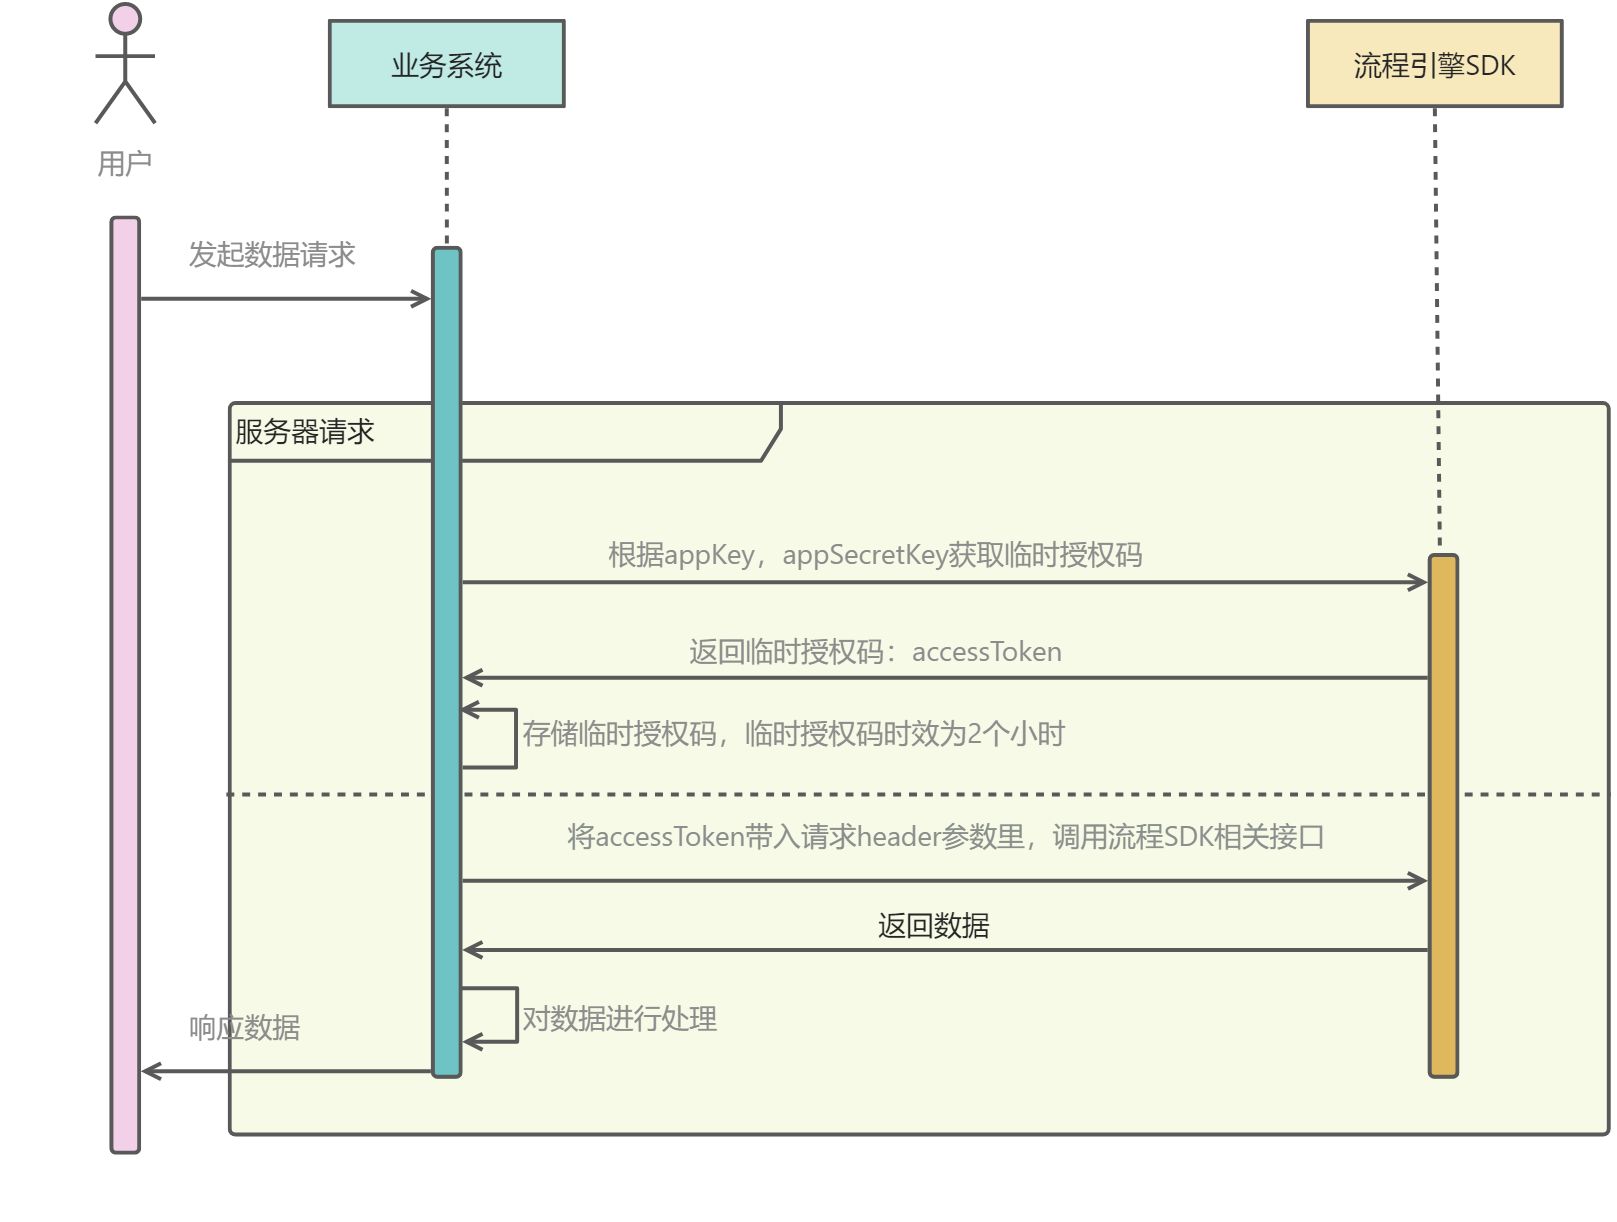 业务系统
流程引擎SDK
用户
发起数据请求
服务器请求
根据appKey，appSecretKey获取临时授权码
返回临时授权码：accessToken
存储临时授权码，临时授权码时效为2个小时
将accessToken带入请求header参数里，调用流程SDK相关接口
返回数据
对数据进行处理
响应数据